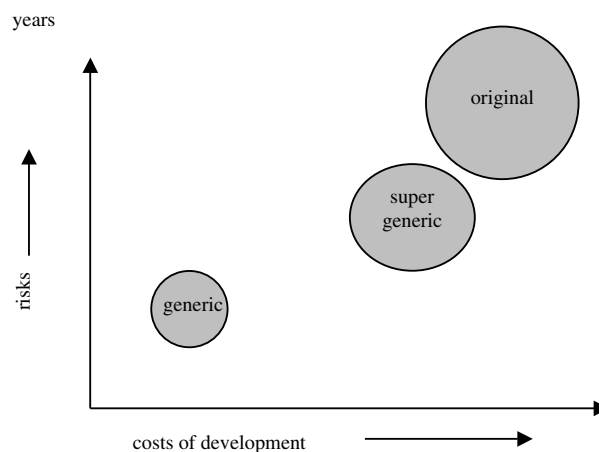 years
original
super
generic
generic
risks
costs of development